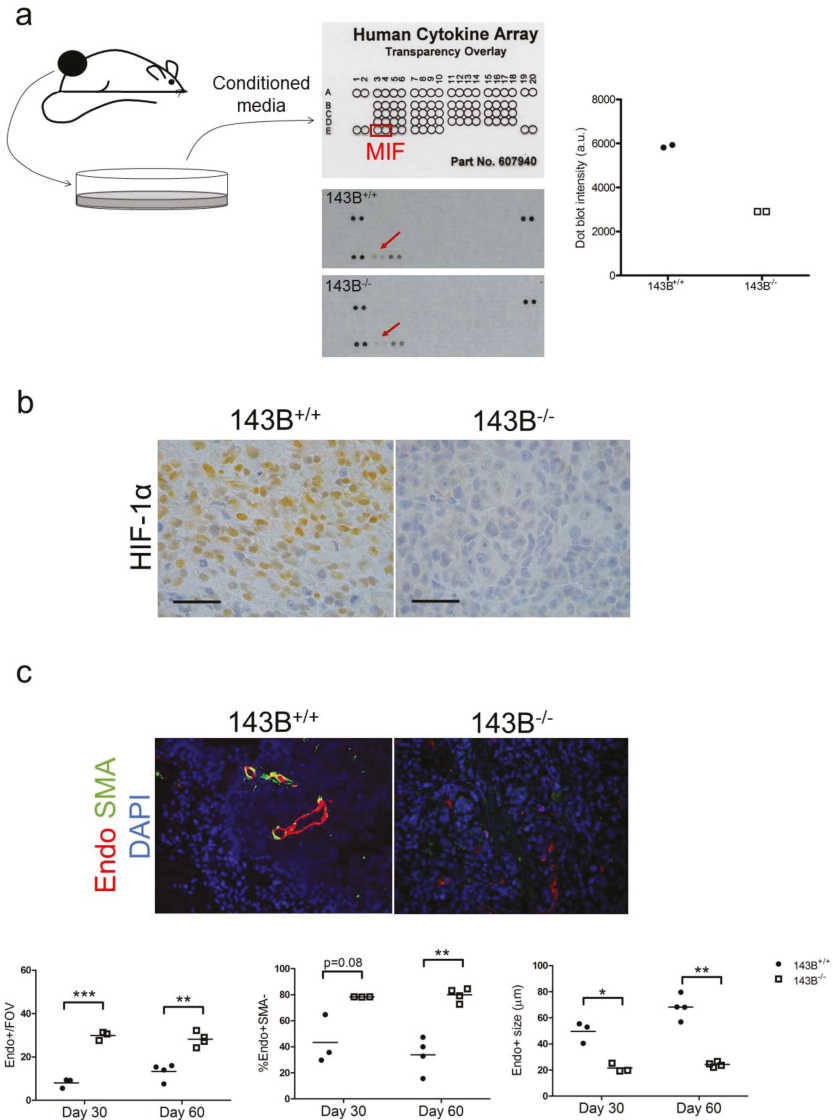 a
Conditioned
media
Human Cytokine Array
Transparency Overlay
1 2 3 4 5 6 7 8 9 10 11 12 13 14 15 16 17 18 19 20
A
B
C
D
E
MIF
Part No. 607940
143B+/+
143B-/-
Dot blot intensity (a.u.)
8000
6000
4000
2000
0
143B+/+ 143B-/-
b
143B+/+ 143B-/-
HIF-1α
c
143B+/+ 143B-/-
Endo SMA
DAPI
Endo+/FOV
60
40
20
0
***
**
Day 30 Day 60
%Endo+SMA-
100
80
60
40
20
0
p=0.08
**
Day 30 Day 60
Endo+ size (µm)
100
80
60
40
20
0
*
**
Day 30 Day 60
143B+/+
143B-/-